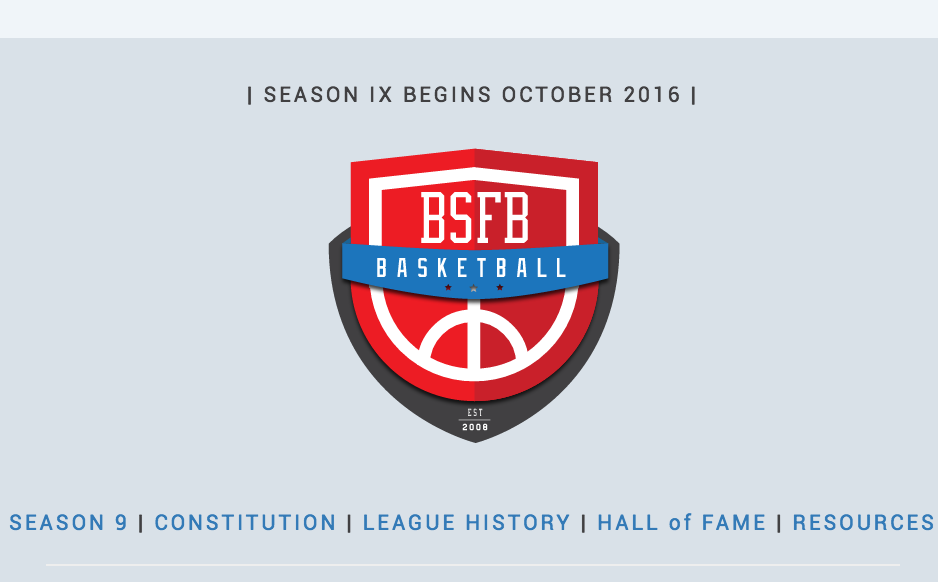 | SEASON IX BEGINS OCTOBER 2016 |
BSFB
BASKETBALL
EST
2008
SEASON 9 | CONSTITUTION | LEAGUE HISTORY | HALL of FAME | RESOURCES